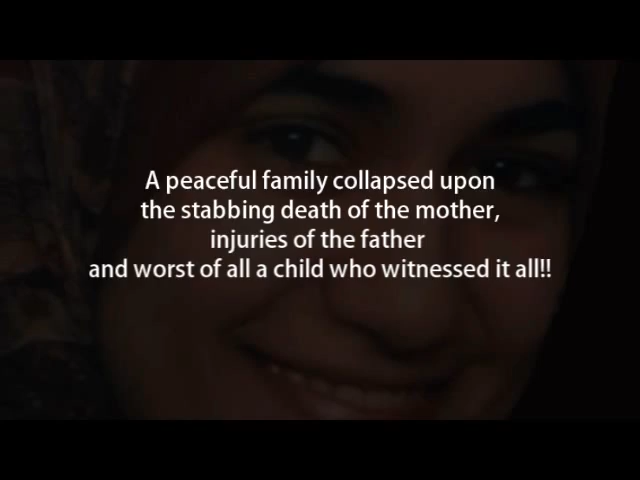 A peaceful family collapsed upon
the stabbing death of the mother,
injuries of the father
and worst of all a child who witnessed it all!!